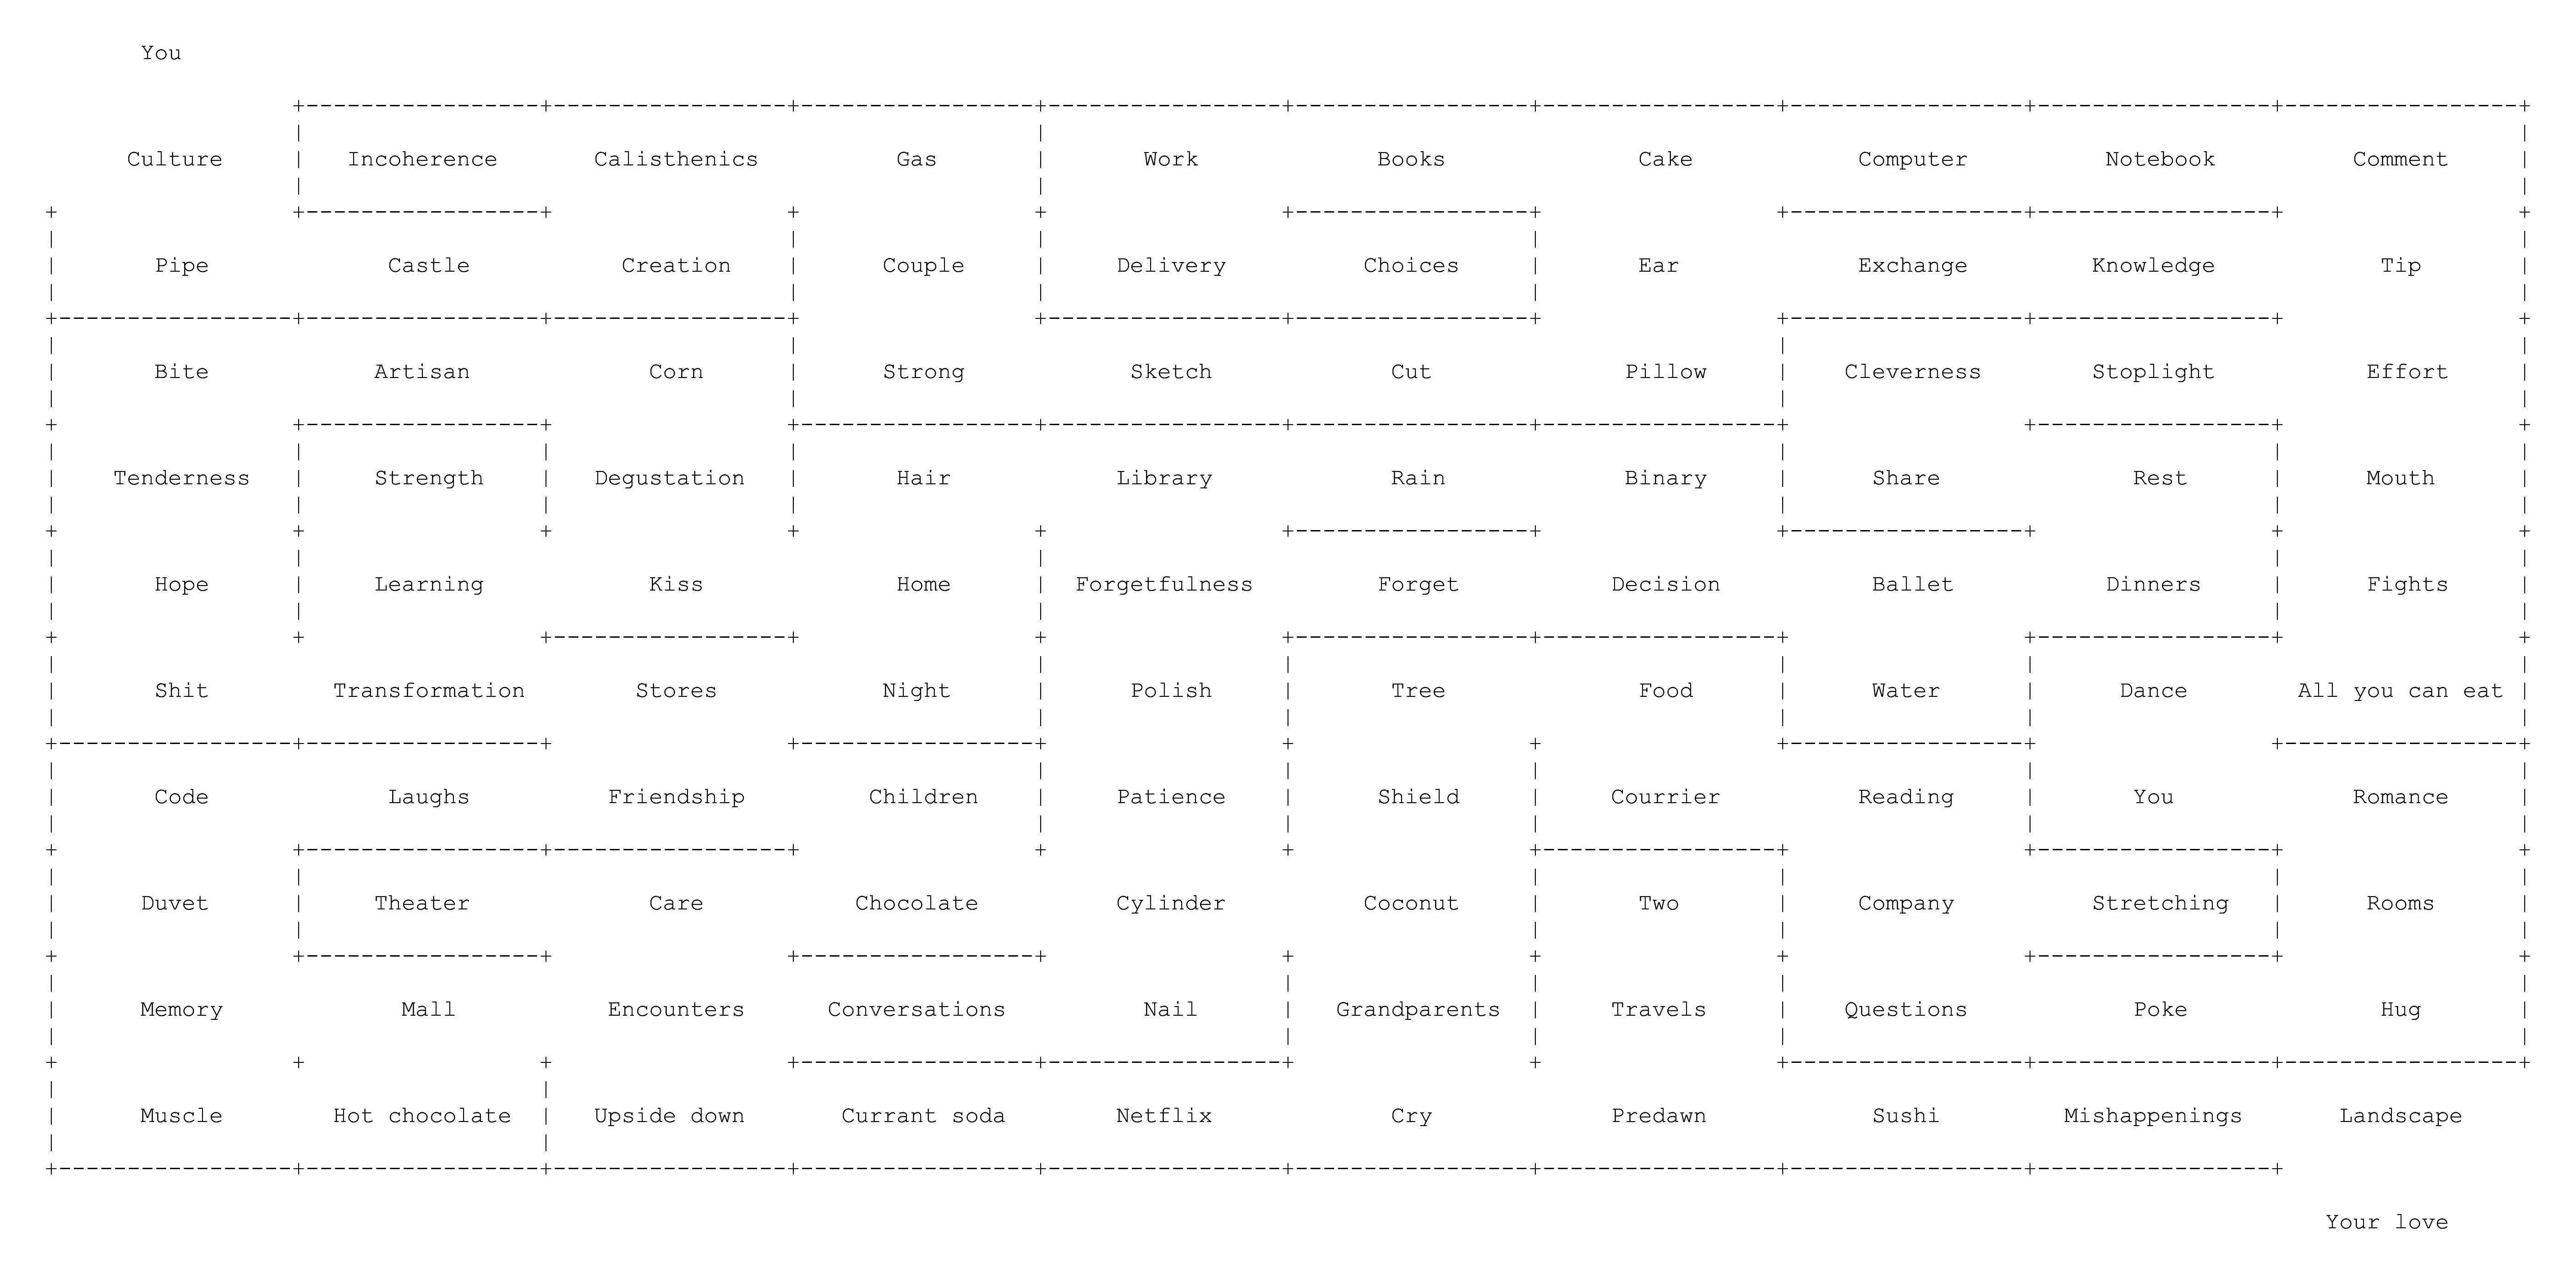 You
Culture Incoherence Calisthenics Gas Work Books Cake Computer Notebook Comment
Pipe Castle Creation Couple Delivery Choices Ear Exchange Knowledge Tip
Bite Artisan Corn Strong Sketch Cut Pillow Cleverness Stoplight Effort
Tenderness Strength Degustation Hair Library Rain Binary Share Rest Mouth
Hope Learning Kiss Home Forgetfulness Forget Decision Ballet Dinners Fights
Shit Transformation Stores Night Polish Tree Food Water Dance All you can eat
Code Laughs Friendship Children Patience Shield Courrier Reading You Romance
Duvet Theater Care Chocolate Cylinder Coconut Two Company Stretching Rooms
Memory Mall Encounters Conversations Nail Grandparents Travels Questions Poke Hug
Muscle Hot chocolate Upside down Currant soda Netflix Cry Predawn Sushi Mishappenings Landscape
Your love